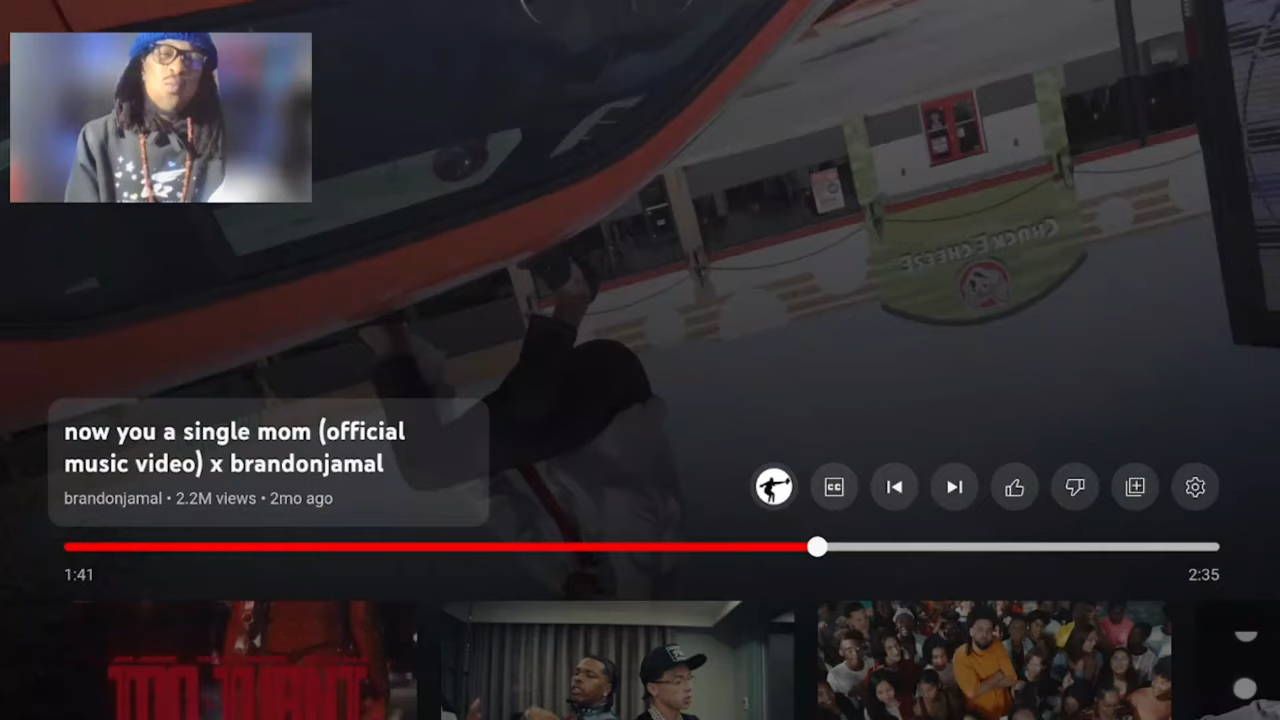 CHUCK E CHEESE
now you a single mom (official
music video) x brandonjamal
brandonjamal • 2.2M views • 2mo ago
CC
1:41
2:35